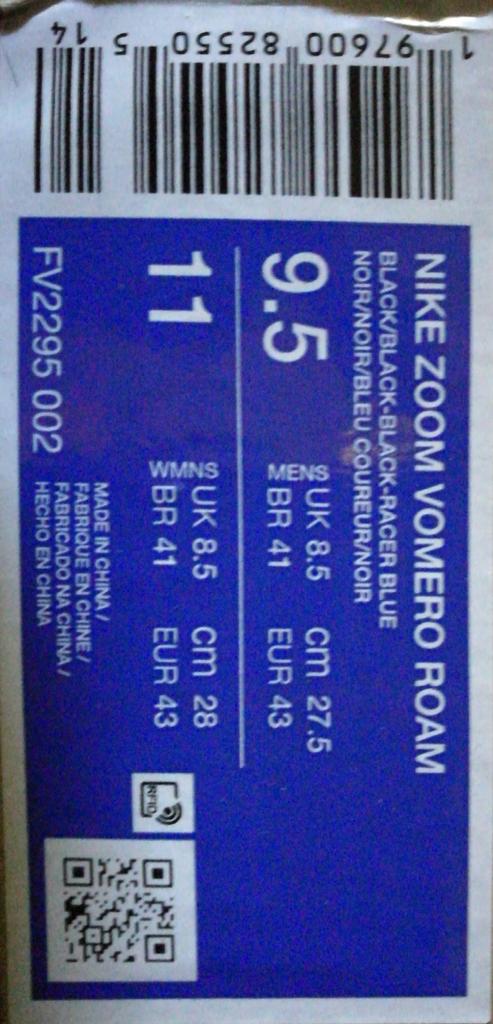 1 97600 82550 5 14
NIKE ZOOM VOMERO ROAM
BLACK/BLACK-BLACK-RACER BLUE
NOIR/NOIR/BLEU COUREUR/NOIR
9.5
MENS
UK 8.5 cm 27.5
BR 41 EUR 43
11
WMNS
UK 8.5 cm 28
BR 41 EUR 43
FV2295 002
MADE IN CHINA /
FABRIQUE EN CHINE /
FABRICADO NA CHINA /
HECHO EN CHINA
RFID